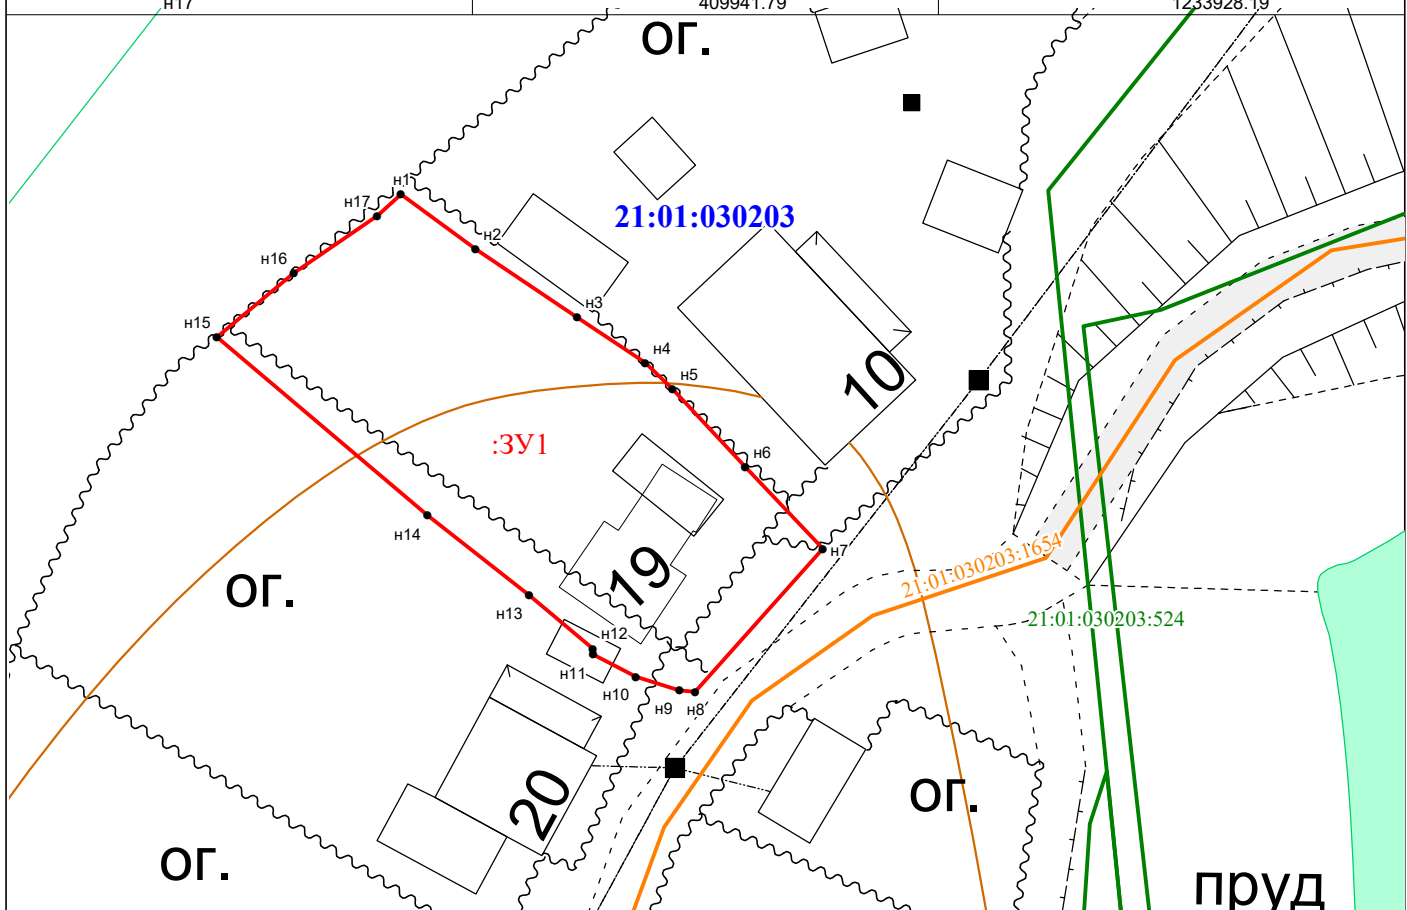 н17 409941.79 1233928.19
ог.
н1
н17
21:01:030203
н2
н16
н3
н15
н4
10
н5
:ЗУ1
н6
н14
н7
21:01:030203:1654
19
ог.
н13
21:01:030203:524
н12
н11
н10
н9
н8
20
ог.
ог.
пруд